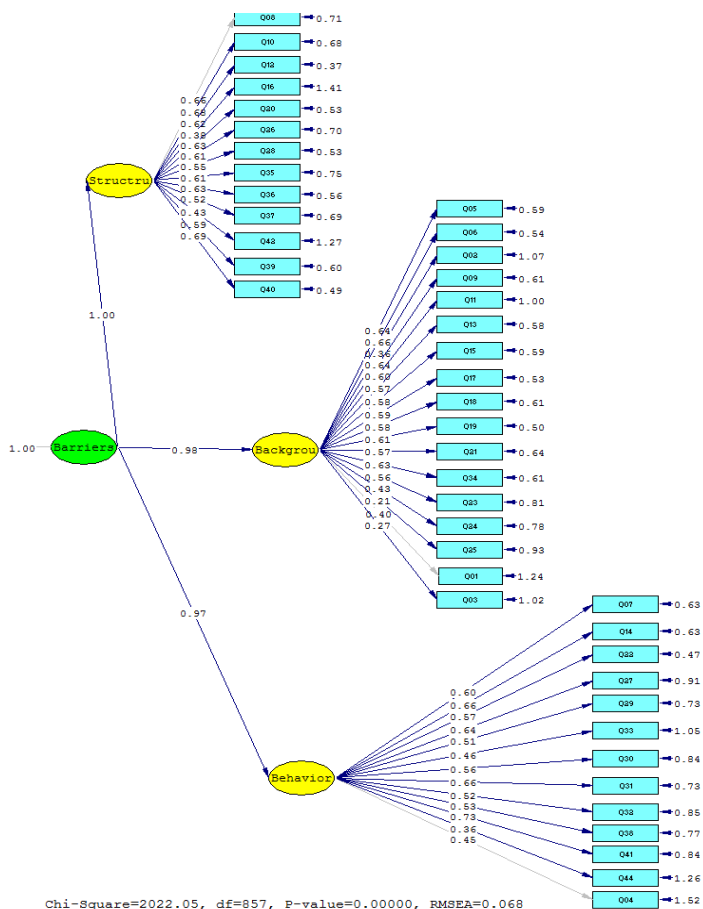 Q08 0.71
Q10 0.68
Q12 0.37
Q16 1.41
Q20 0.53
Q26 0.70
Q28 0.53
Q35 0.75
Q36 0.56
Q37 0.69
Q42 1.27
Q39 0.60
Q40 0.49
0.66
0.68
0.62
0.38
0.63
0.61
0.55
0.61
0.63
0.52
0.43
0.59
0.69
Structru
1.00
Q05 0.59
Q06 0.54
Q02 1.07
Q09 0.61
Q11 1.00
Q13 0.58
Q15 0.59
Q17 0.53
Q18 0.61
Q19 0.50
Q21 0.64
Q34 0.61
Q23 0.81
Q24 0.78
Q25 0.93
Q01 1.24
Q03 1.02
0.64
0.66
0.36
0.64
0.60
0.57
0.58
0.59
0.58
0.61
0.57
0.63
0.56
0.43
0.21
0.40
0.27
1.00 Barriers 0.98 Backgrou
0.97
Q07 0.63
Q14 0.63
Q22 0.47
Q27 0.91
Q29 0.73
Q33 1.05
Q30 0.84
Q31 0.73
Q32 0.85
Q38 0.77
Q41 0.84
Q44 1.26
Q04 1.52
0.60
0.66
0.57
0.64
0.51
0.46
0.56
0.66
0.52
0.53
0.73
0.36
0.45
Behavior
Chi-Square=2022.05, df=857, P-value=0.00000, RMSEA=0.068